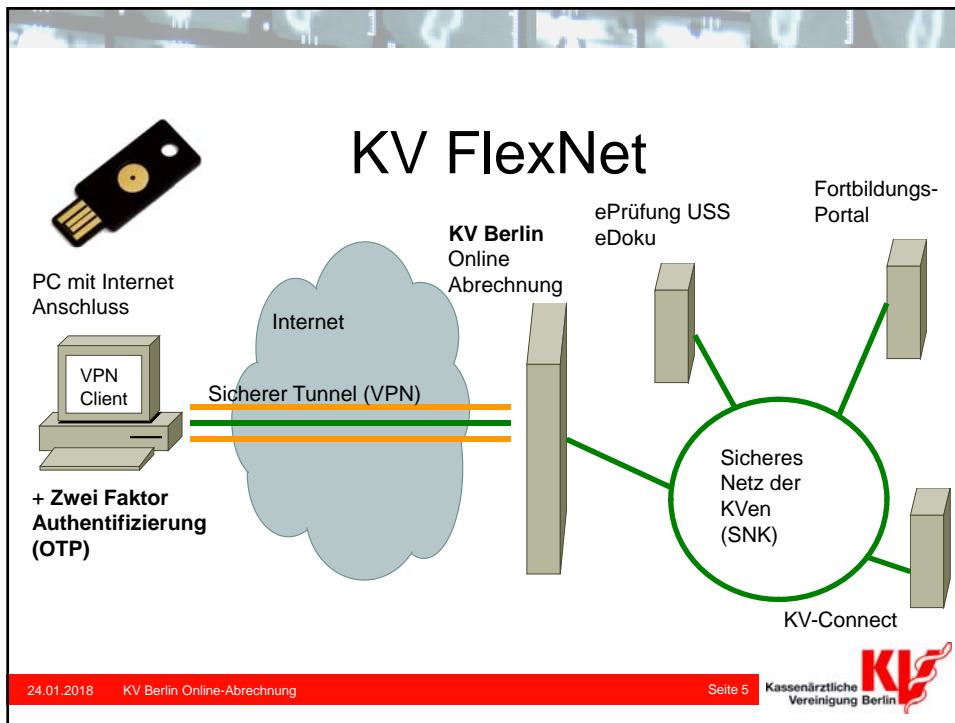 KV FlexNet
PC mit Internet
Anschluss
VPN
Client
+ Zwei Faktor
Authentifizierung
(OTP)
Internet
Sicherer Tunnel (VPN)
KV Berlin
Online
Abrechnung
ePrüfung USS
eDoku
Fortbildungs-
Portal
Sicheres
Netz der
KVen
(SNK)
KV-Connect
24.01.2018 KV Berlin Online-Abrechnung Seite 5
Kassenärztliche
Vereinigung Berlin
KV